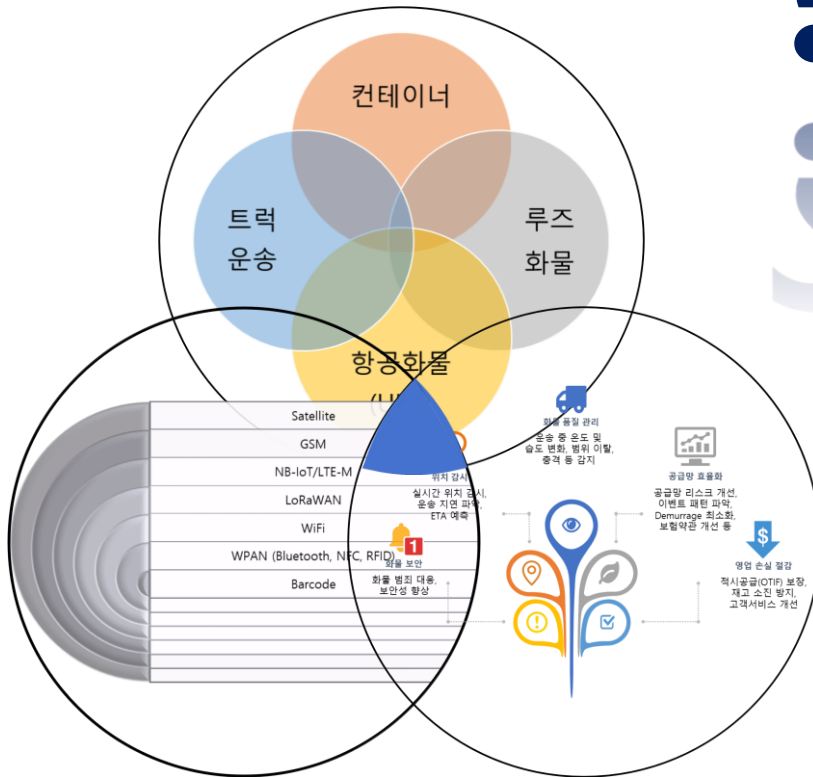 컨테이너
트럭
운송
루즈
화물
항공화물
Satellite
GSM
NB-IoT/LTE-M
LoRaWAN
WiFi
WPAN (Bluetooth, NFC, RFID)
Barcode
화물 품질 관리
운송 중 온도 및
습도 변화, 범위 이탈,
충격 등 감지
위치 감시
실시간 위치 감시,
운송 지연 파악,
ETA 예측
공급망 효율화
공급망 리스크 개선,
이벤트 패턴 파악,
Demurrage 최소화,
보험약관 개선 등
1
화물 보안
화물 범죄 대응,
보안성 향상
$
영업 손실 절감
적시공급(OTIF) 보장,
재고 소진 방지,
고객서비스 개선